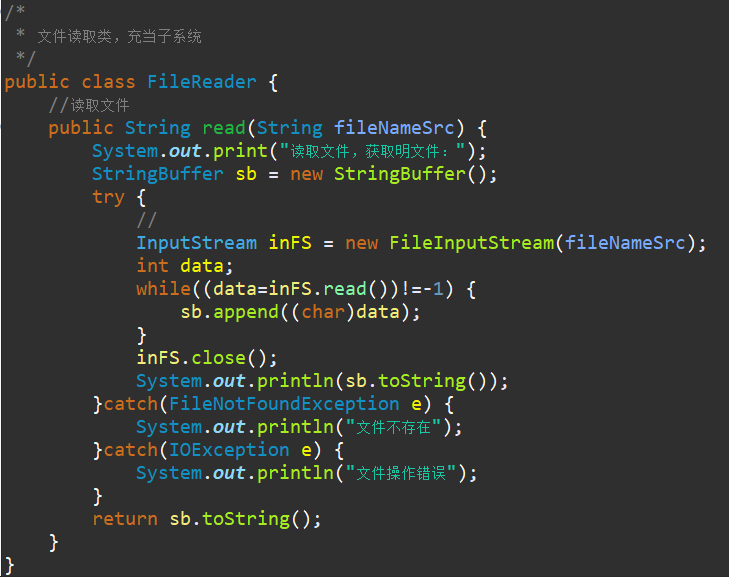 /*
 * 文件读取类，充当子系统
 */
public class FileReader {
    //读取文件
    public String read(String fileNameSrc) {
        System.out.print("读取文件，获取明文件：");
        StringBuffer sb = new StringBuffer();
        try {
            //
            InputStream inFS = new FileInputStream(fileNameSrc);
            int data;
            while((data=inFS.read())!=-1) {
                sb.append((char)data);
            }
            inFS.close();
            System.out.println(sb.toString());
        }catch(FileNotFoundException e) {
            System.out.println("文件不存在");
        }catch(IOException e) {
            System.out.println("文件操作错误");
        }
        return sb.toString();
    }
}